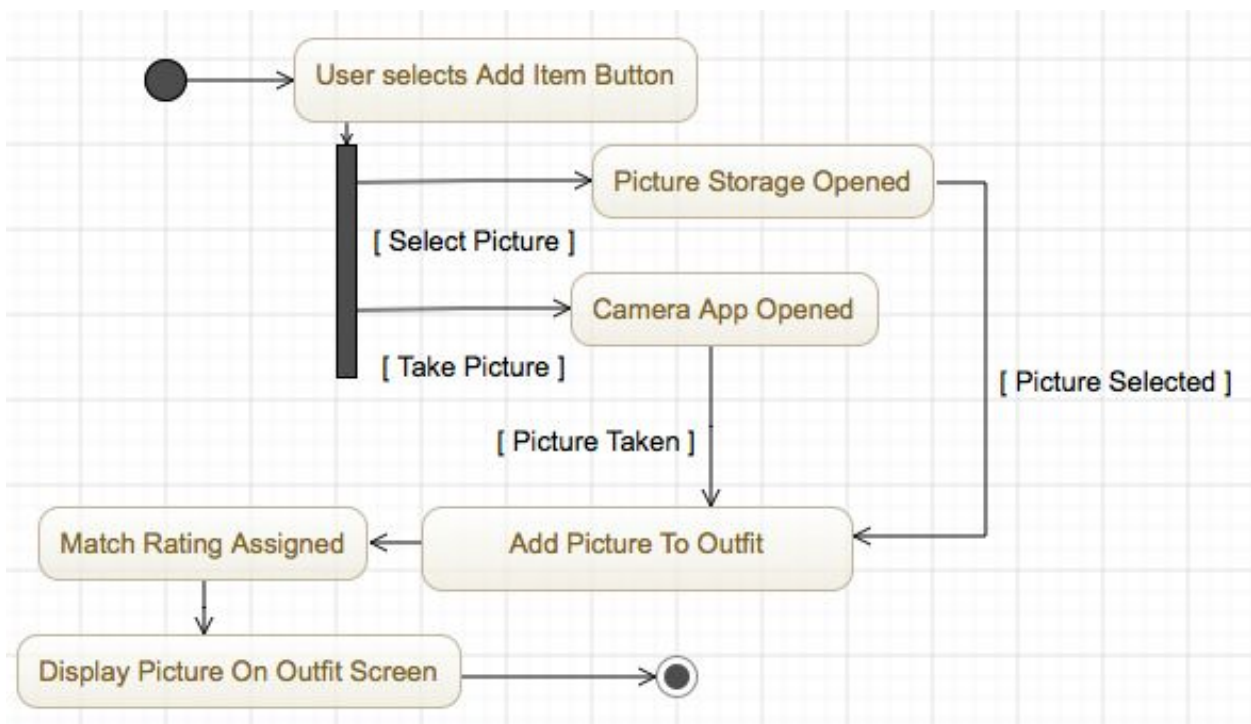 User selects Add Item Button
Picture Storage Opened
[ Select Picture ]
Camera App Opened
[ Take Picture ]
[ Picture Selected ]
[ Picture Taken ]
Match Rating Assigned
Add Picture To Outfit
Display Picture On Outfit Screen